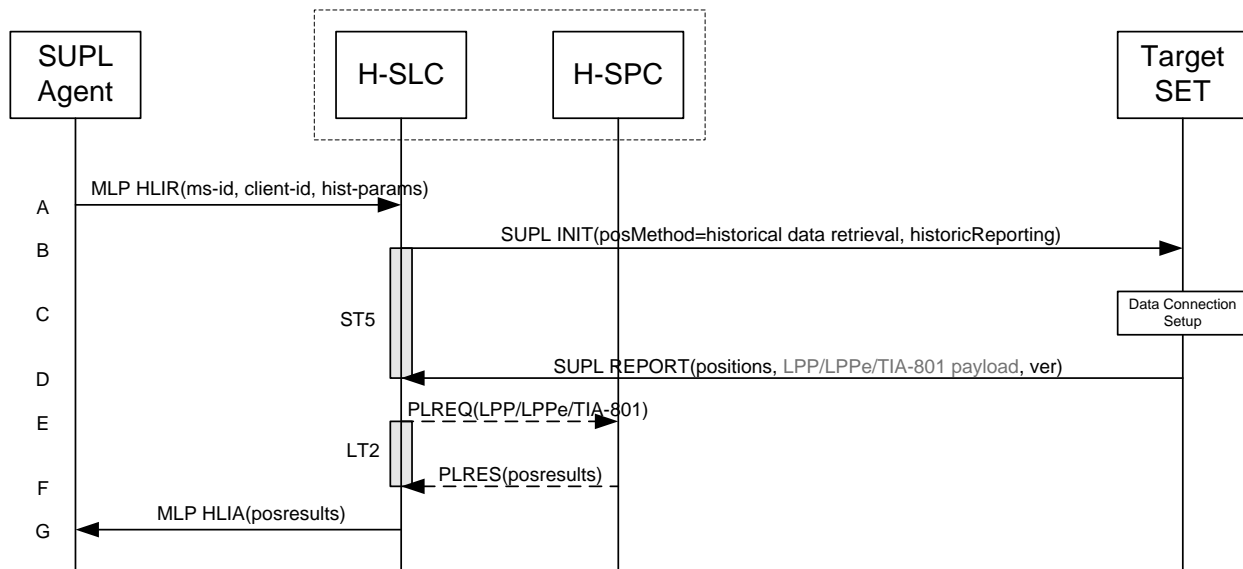 SUPL
Agent
H-SLC
H-SPC
Target
SET
MLP HLIR(ms-id, client-id, hist-params)
A
SUPL INIT(posMethod=historical data retrieval, historicReporting)
B
Data Connection
Setup
C
ST5
SUPL REPORT(positions, LPP/LPPe/TIA-801 payload, ver)
D
PLREQ(LPP/LPPe/TIA-801)
E
LT2
PLRES(posresults)
F
MLP HLIA(posresults)
G